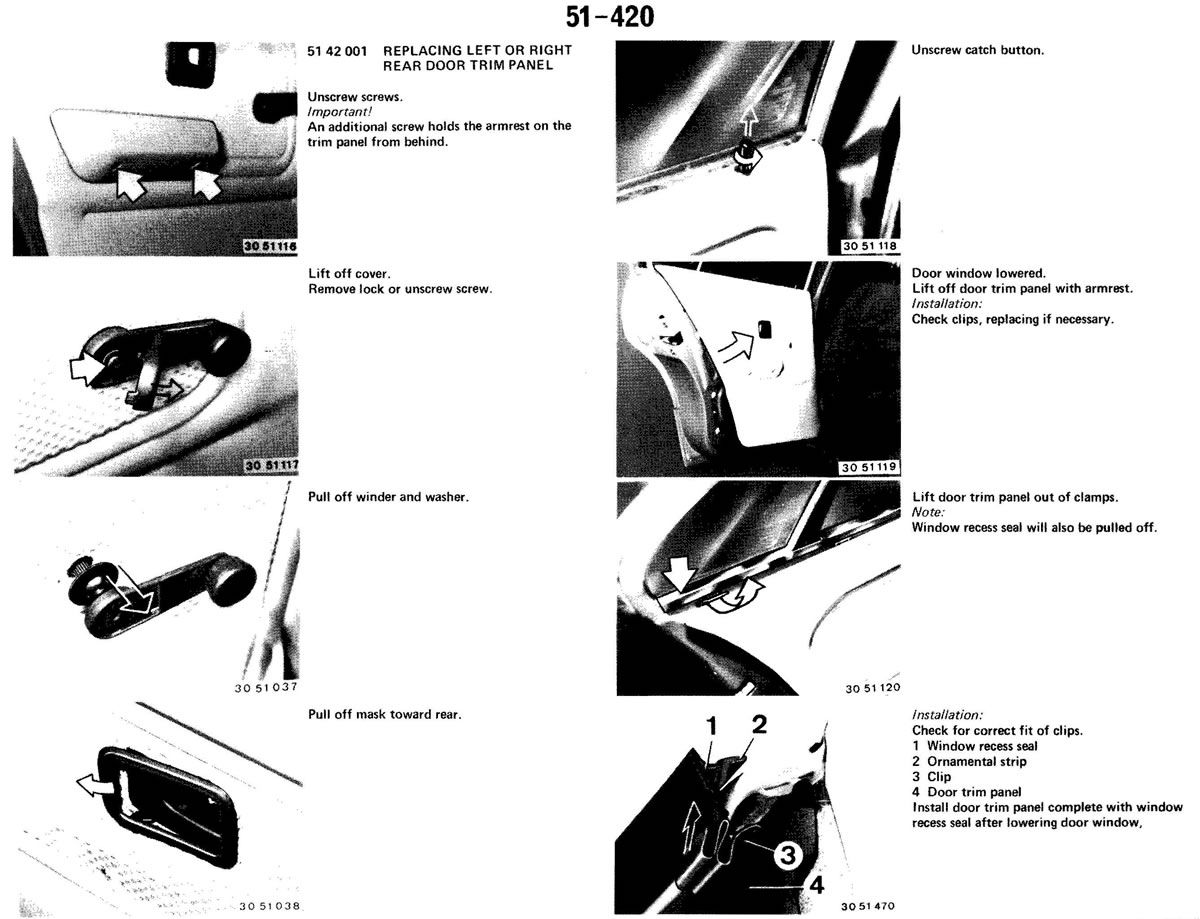 51-420
51 42 001 REPLACING LEFT OR RIGHT
REAR DOOR TRIM PANEL
Unscrew screws.
Important!
An additional screw holds the armrest on the
trim panel from behind.
30 51 116
Lift off cover.
Remove lock or unscrew screw.
30 51 117
Pull off winder and washer.
30 51 037
Pull off mask toward rear.
30 51 038
Unscrew catch button.
30 51 118
Door window lowered.
Lift off door trim panel with armrest.
Installation:
Check clips, replacing if necessary.
30 51 119
Lift door trim panel out of clamps.
Note:
Window recess seal will also be pulled off.
30 51 120
1 2
3
4
30 51 470
Installation:
Check for correct fit of clips.
1 Window recess seal
2 Ornamental strip
3 Clip
4 Door trim panel
Install door trim panel complete with window
recess seal after lowering door window,